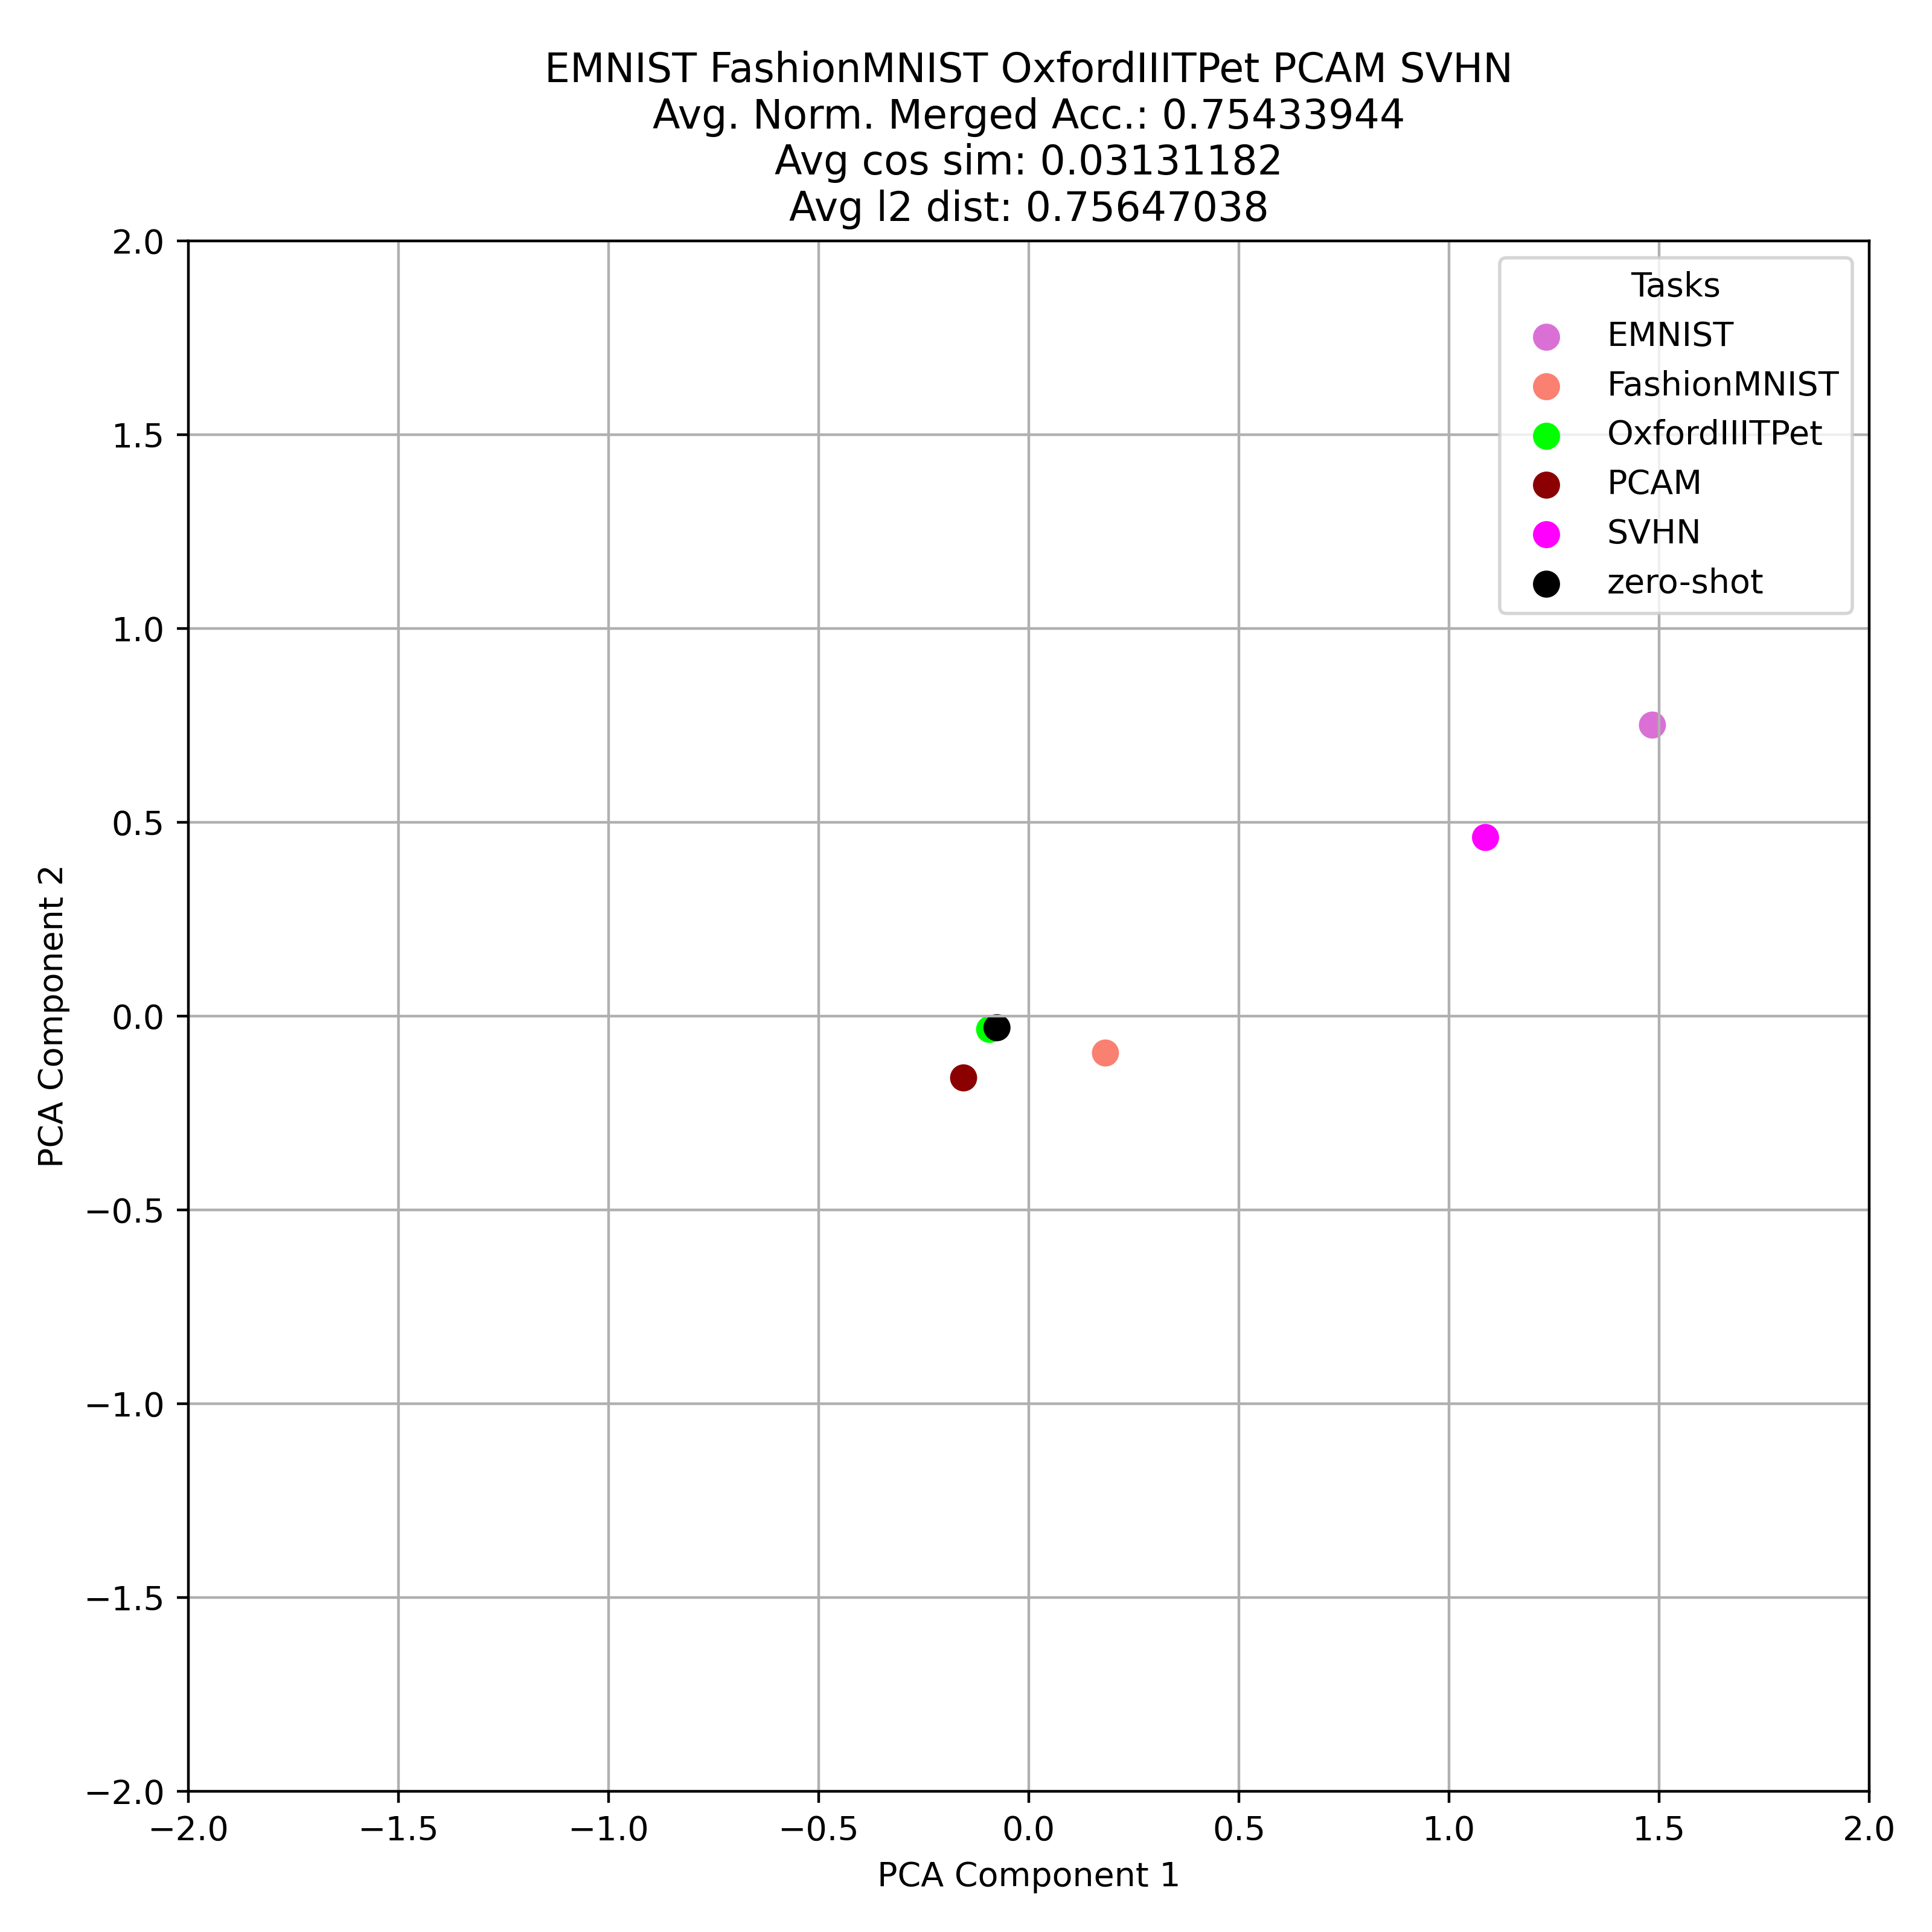 EMNIST FashionMNIST OxfordIIITPet PCAM SVHN
Avg. Norm. Merged Acc.: 0.75433944
Avg cos sim: 0.03131182
Avg l2 dist: 0.75647038
Tasks
EMNIST
FashionMNIST
OxfordIIITPet
PCAM
SVHN
zero-shot
PCA Component 2
2.0
1.5
1.0
0.5
0.0
−0.5
−1.0
−1.5
−2.0
−2.0 −1.5 −1.0 −0.5 0.0 0.5 1.0 1.5 2.0
PCA Component 1